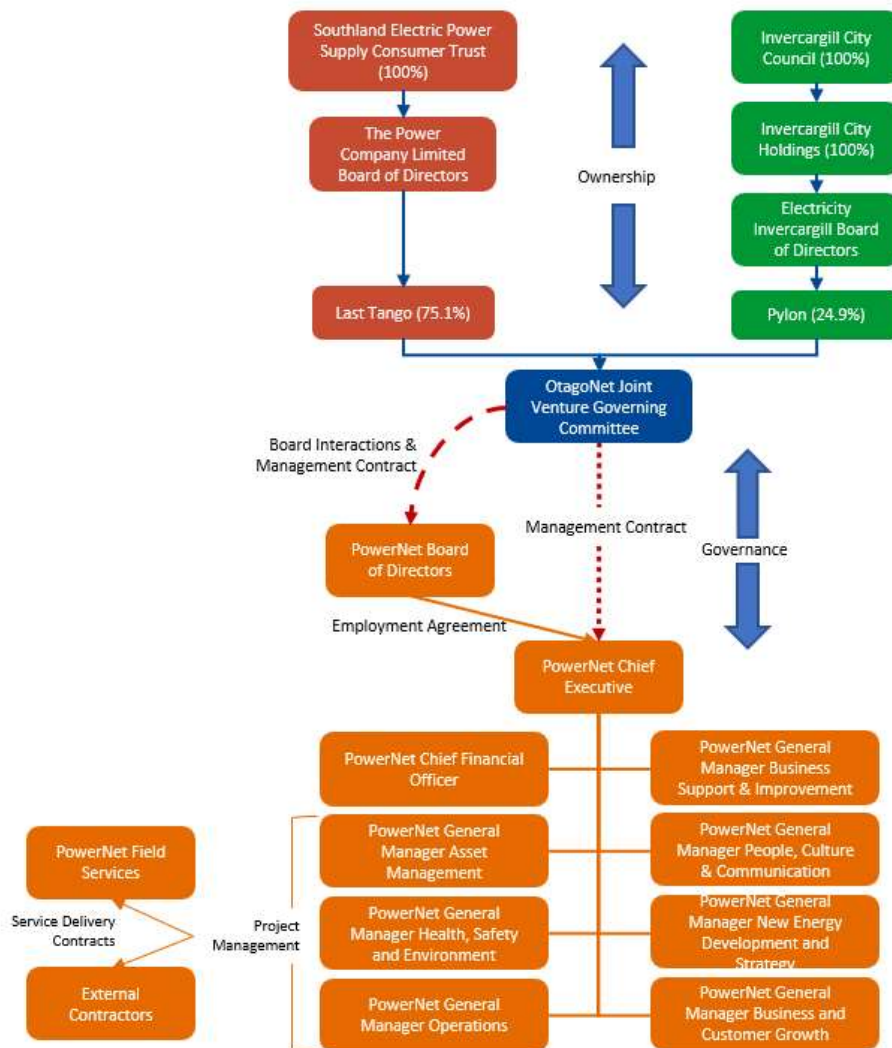 Southland Electric Power
Supply Consumer Trust
(100%)
Invercargill City
Council (100%)
The Power
Company Limited
Board of Directors
Invercargill City
Holdings (100%)
Ownership
Electricity
Invercargill Board
of Directors
Last Tango (75.1%)
Pylon (24.9%)
OtagoNet Joint
Venture Governing
Committee
Board Interactions &
Management Contract
Management Contract
Governance
PowerNet Board
of Directors
Employment Agreement
PowerNet Chief
Executive
PowerNet Chief Financial
Officer
PowerNet General
Manager Business
Support & Improvement
PowerNet General
Manager Asset
Management
PowerNet General
Manager People, Culture
& Communication
PowerNet Field
Services
Service Delivery
Contracts
Project
Management
PowerNet General
Manager Health, Safety
and Environment
PowerNet General
Manager New Energy
Development and
Strategy
External
Contractors
PowerNet General
Manager Operations
PowerNet General
Manager Business and
Customer Growth